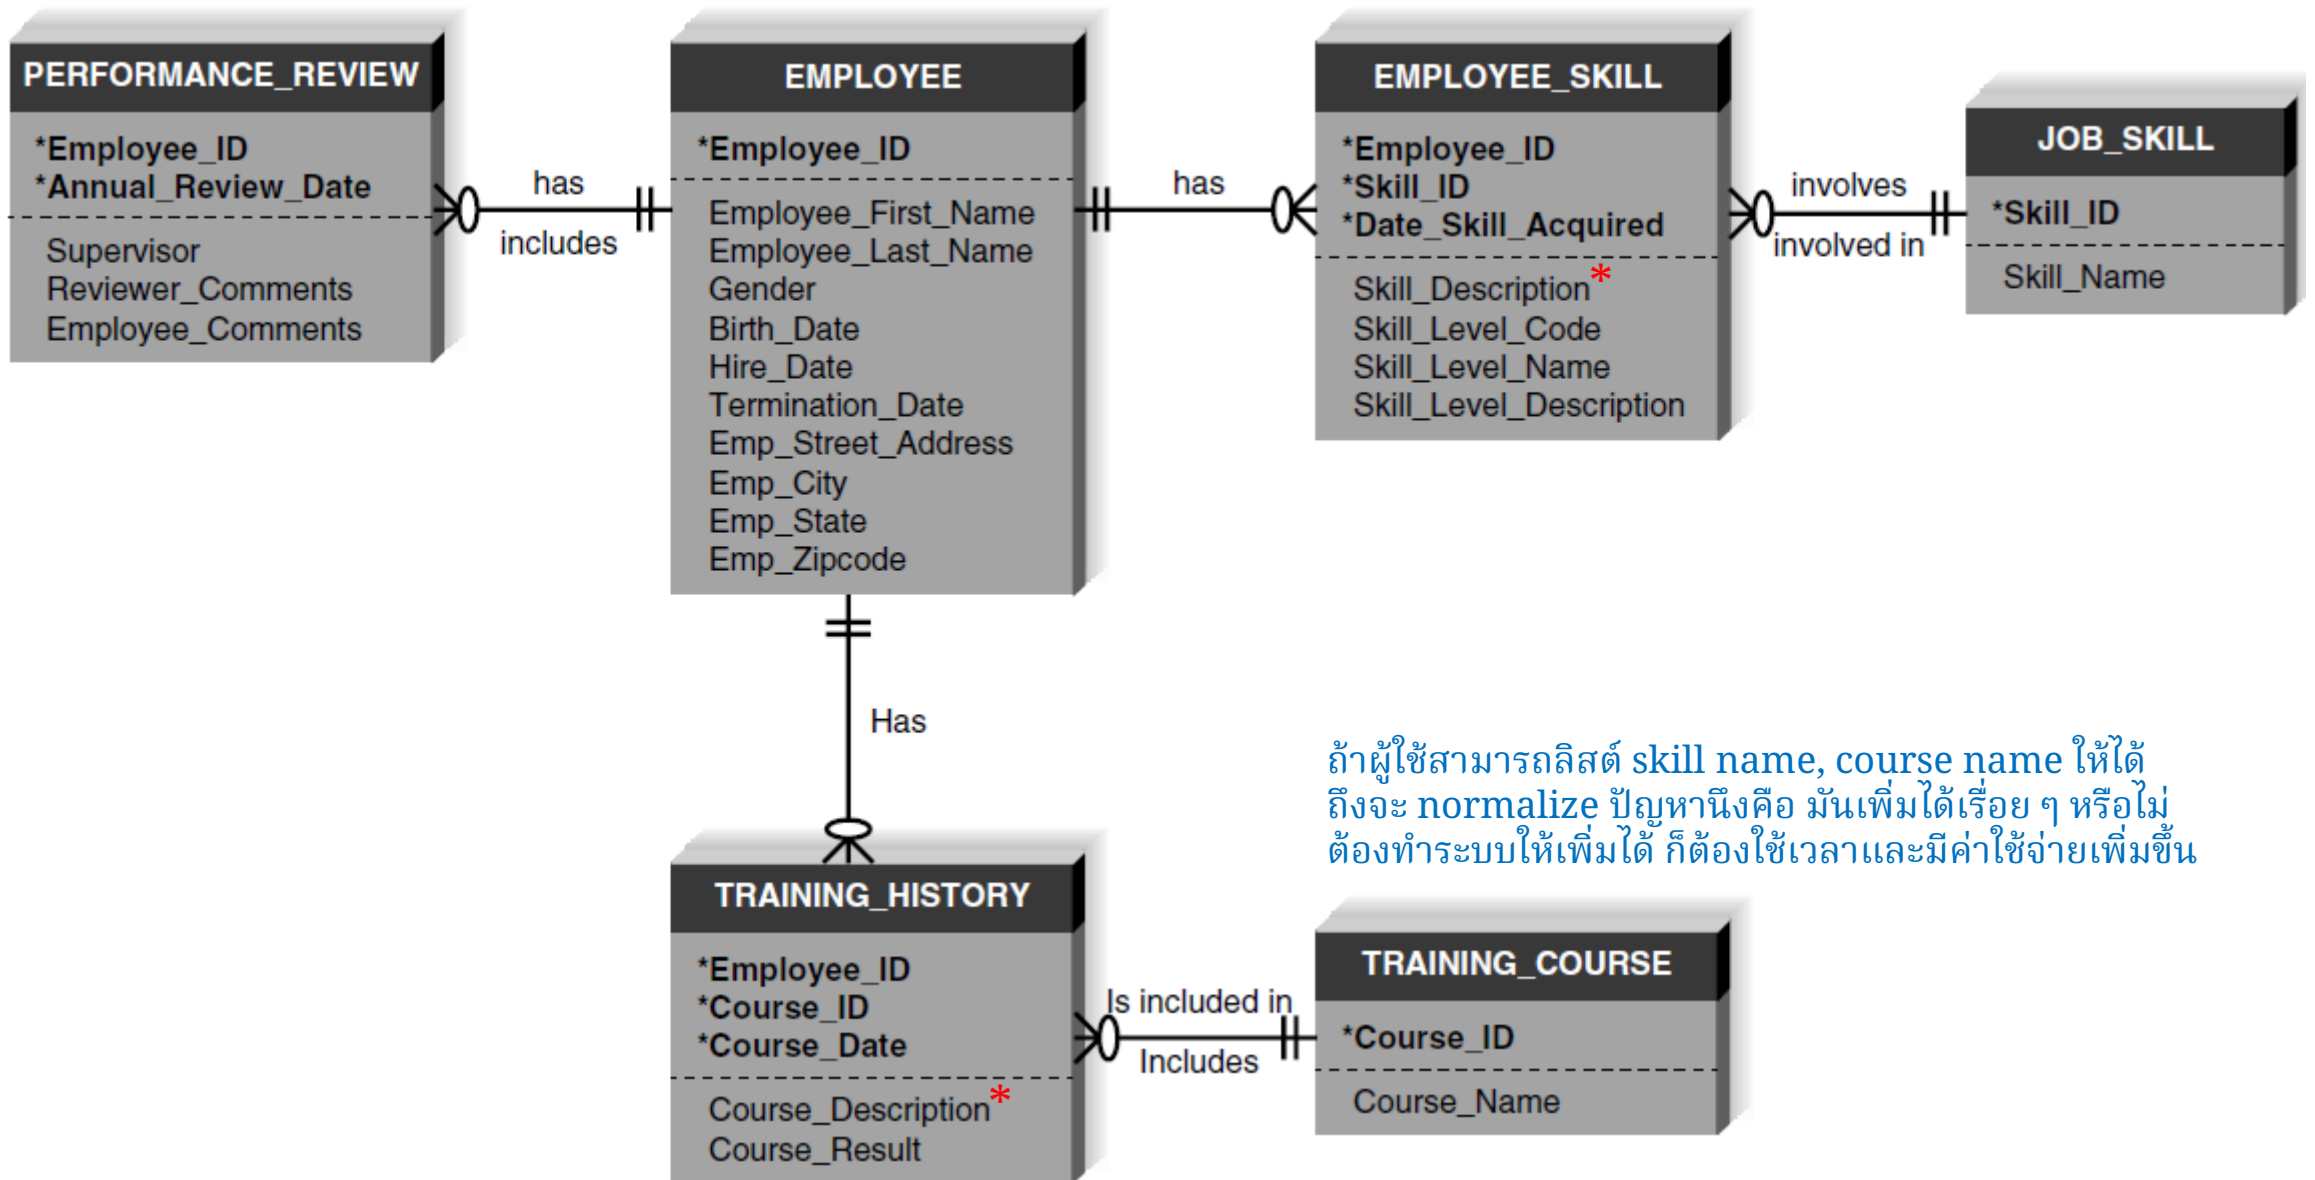 PERFORMANCE_REVIEW
*Employee_ID
*Annual_Review_Date
Supervisor
Reviewer_Comments
Employee_Comments
has
includes
EMPLOYEE
*Employee_ID
Employee_First_Name
Employee_Last_Name
Gender
Birth_Date
Hire_Date
Termination_Date
Emp_Street_Address
Emp_City
Emp_State
Emp_Zipcode
has
EMPLOYEE_SKILL
*Employee_ID
*Skill_ID
*Date_Skill_Acquired
Skill_Description*
Skill_Level_Code
Skill_Level_Name
Skill_Level_Description
involves
involved in
JOB_SKILL
*Skill_ID
Skill_Name
Has
ถ้าผู้ใช้สามารถลิสต์ skill name, course name ให้ได้
ถึงจะ normalize ปัญหานึงคือ มันเพิ่มได้เรื่อย ๆ หรือไม่
ต้องทำระบบให้เพิ่มได้ ก็ต้องใช้เวลาและมีค่าใช้จ่ายเพิ่มขึ้น
TRAINING_HISTORY
*Employee_ID
*Course_ID
*Course_Date
Course_Description*
Course_Result
Is included in
Includes
TRAINING_COURSE
*Course_ID
Course_Name